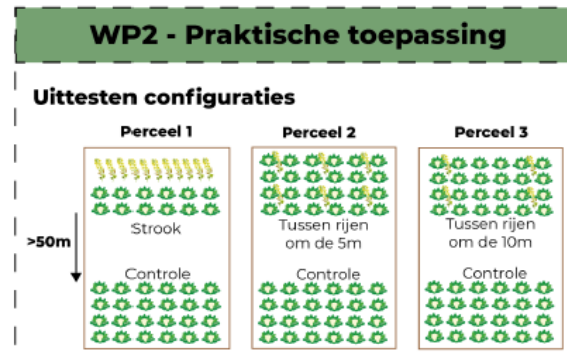 WP2 - Praktische toepassing
Uittesten configuraties
Perceel 1
Perceel 2
Perceel 3
Strook
Tussen rijen
om de 5m
Tussen rijen
om de 10m
>50m
Controle
Controle
Controle